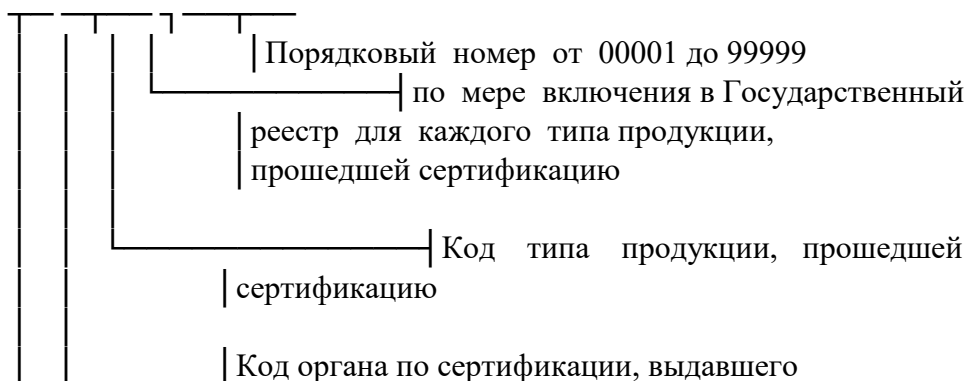 Порядковый номер от 00001 до 99999
по мере включения в Государственный
реестр для каждого типа продукции,
прошедшей сертификацию
Код типа продукции, прошедшей
сертификацию
Код органа по сертификации, выдавшего